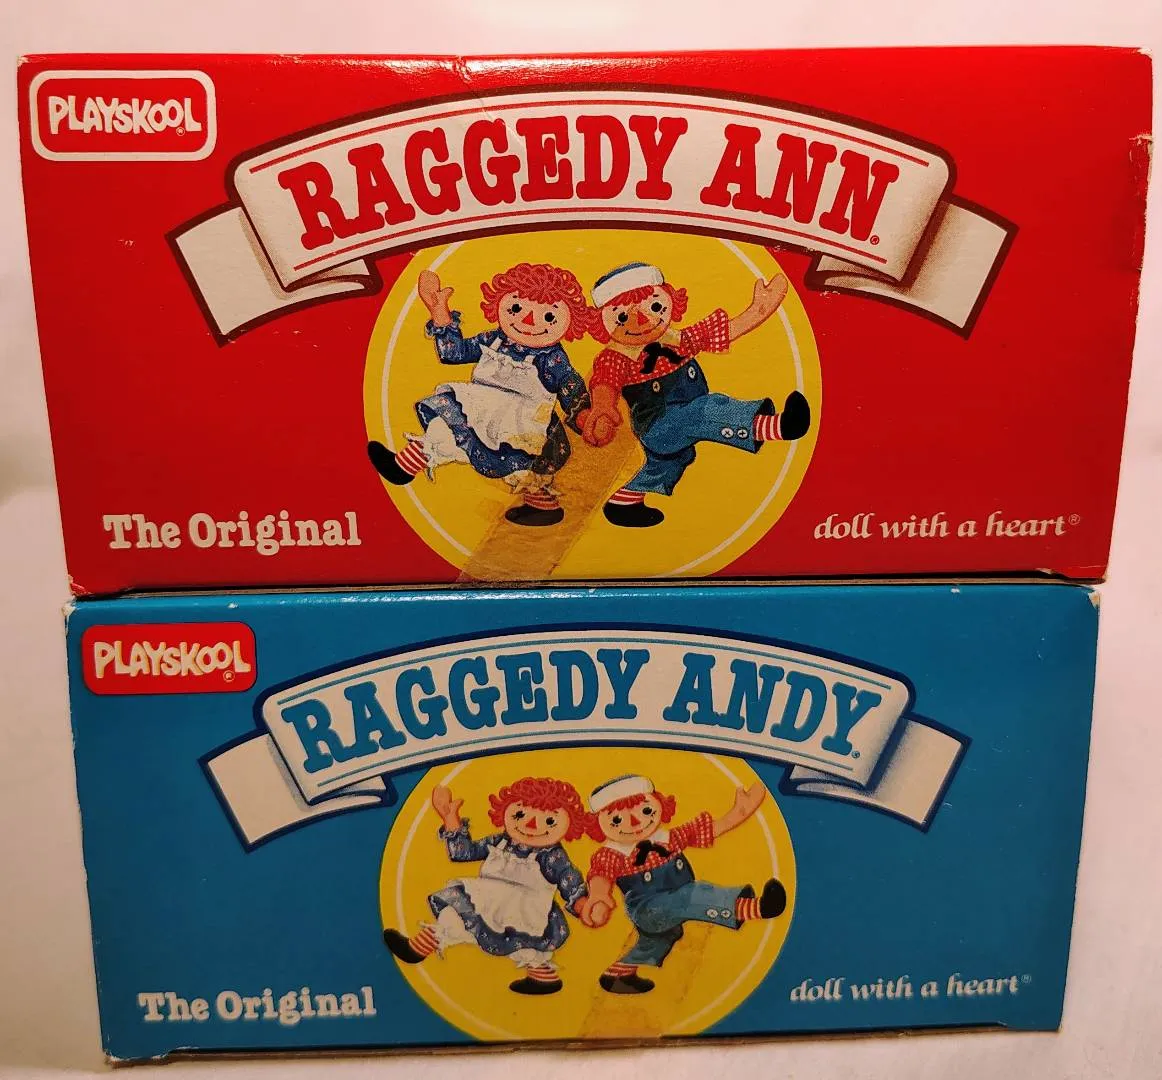 PLAYSKOOL®
RAGGEDY ANN®
The Original
doll with a heart®
PLAYSKOOL®
RAGGEDY ANDY®
The Original
doll with a heart®